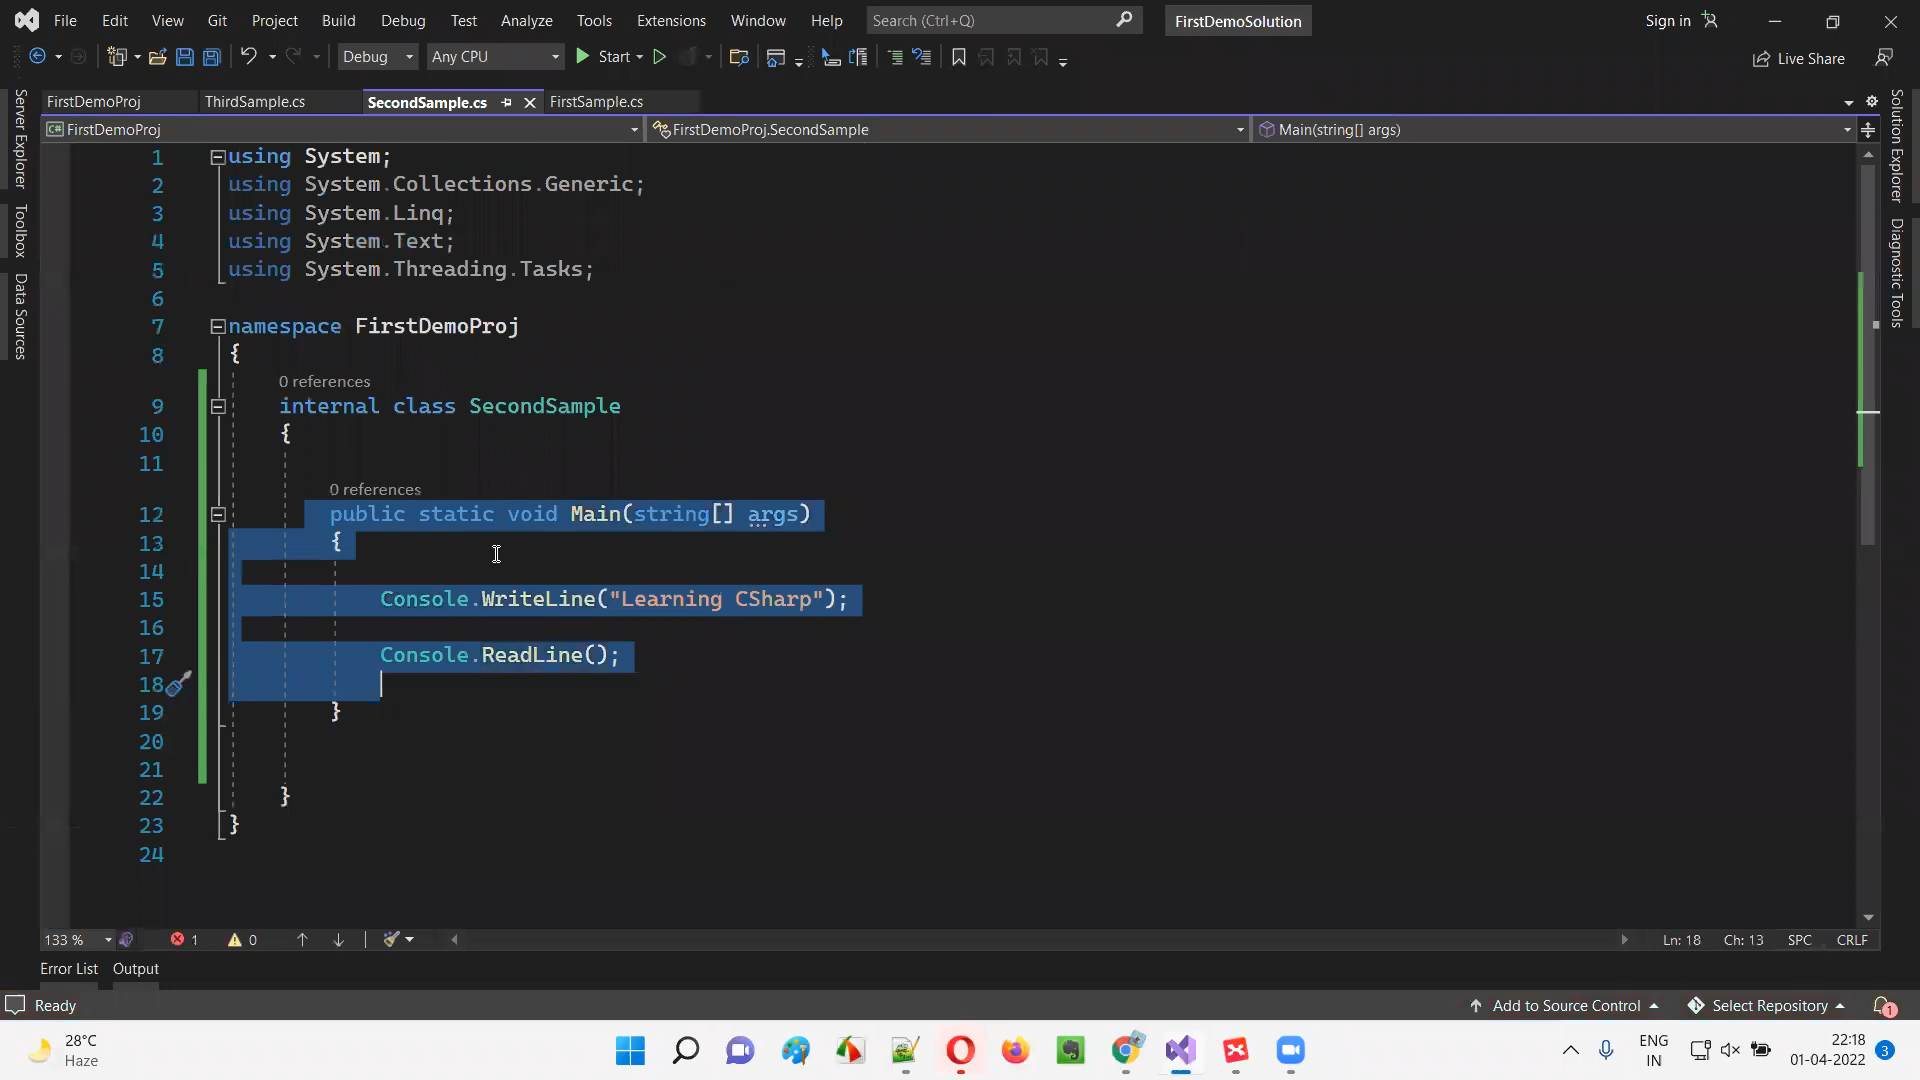 File Edit View Git Project Build Debug Test Analyze Tools Extensions Window Help Search (Ctrl+Q) FirstDemoSolution Sign in
Debug Any CPU Start Live Share
FirstDemoProj ThirdSample.cs SecondSample.cs FirstSample.cs
C# FirstDemoProj FirstDemoProj.SecondSample Main(string[] args)
Server Explorer
Toolbox
Data Sources
1 using System;
2 using System.Collections.Generic;
3 using System.Linq;
4 using System.Text;
5 using System.Threading.Tasks;
6
7 namespace FirstDemoProj
8 {
0 references
9 internal class SecondSample
10 {
11
0 references
12 public static void Main(string[] args)
13 {
14
15 Console.WriteLine("Learning CSharp");
16
17 Console.ReadLine();
18
19 }
20
21
22 }
23 }
24
Solution Explorer
Diagnostic Tools
133 % 1 0 Ln: 18 Ch: 13 SPC CRLF
Error List Output
Ready Add to Source Control Select Repository 1
28°C
Haze
ENG
IN
22:18
01-04-2022
3